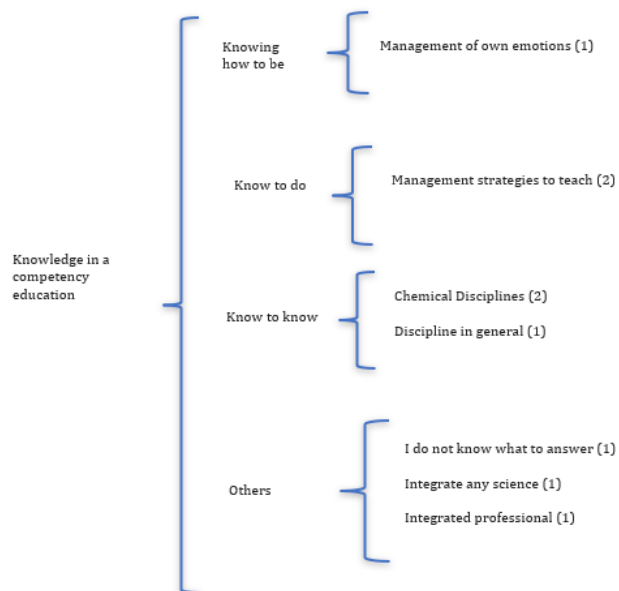 Knowing
how to be
Management of own emotions (1)
Know to do
Management strategies to teach (2)
Knowledge in a
competency
education
Know to know
Chemical Disciplines (2)
Discipline in general (1)
Others
I do not know what to answer (1)
Integrate any science (1)
Integrated professional (1)